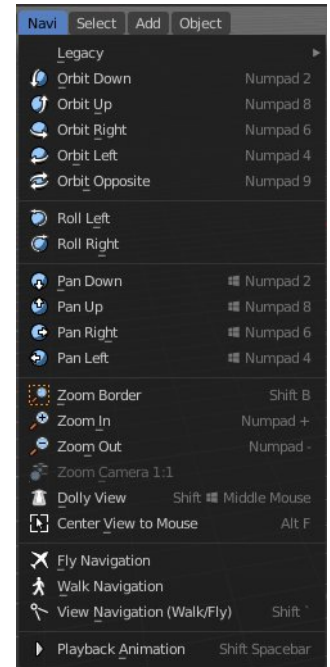 Navi Select Add Object
Legacy
Orbit Down Numpad 2
Orbit Up Numpad 8
Orbit Right Numpad 6
Orbit Left Numpad 4
Orbit Opposite Numpad 9
Roll Left
Roll Right
Pan Down Numpad 2
Pan Up Numpad 8
Pan Right Numpad 6
Pan Left Numpad 4
Zoom Border Shift B
Zoom In Numpad +
Zoom Out Numpad -
Zoom Camera 1:1
Dolly View Shift Middle Mouse
Center View to Mouse Alt F
Fly Navigation
Walk Navigation
View Navigation (Walk/Fly) Shift `
Playback Animation Shift Spacebar